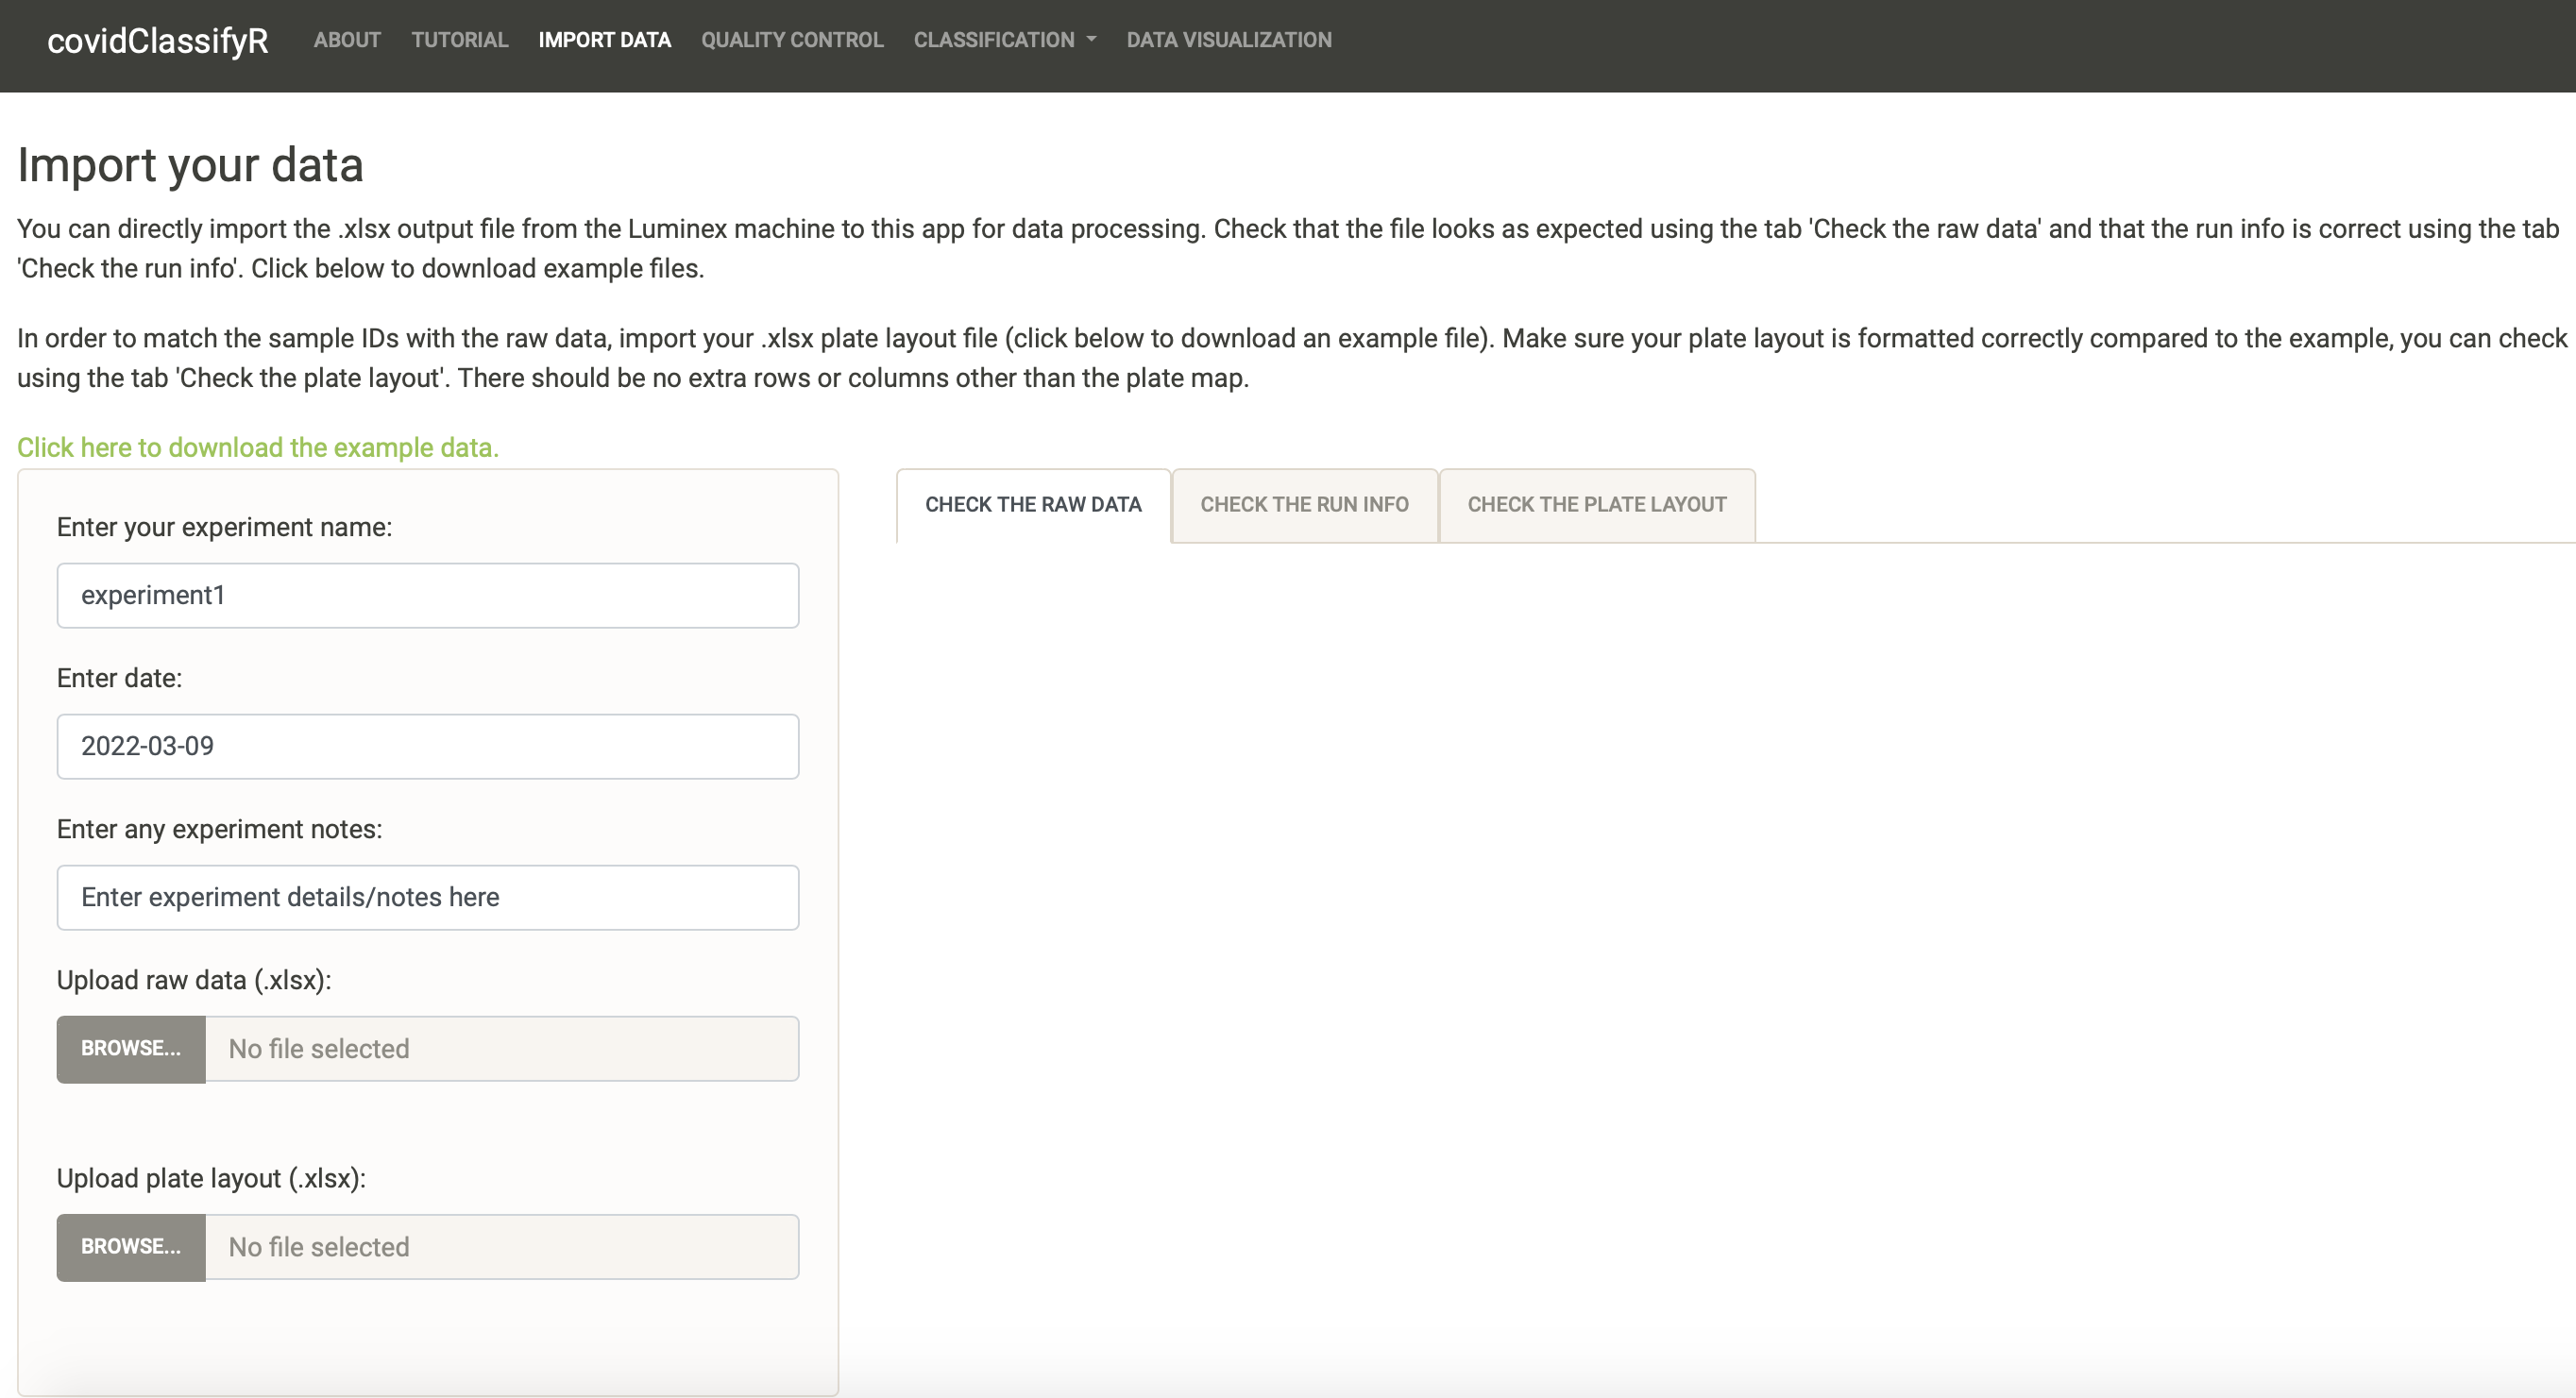 covidClassifyR ABOUT TUTORIAL IMPORT DATA QUALITY CONTROL CLASSIFICATION DATA VISUALIZATION
Import your data
You can directly import the .xlsx output file from the Luminex machine to this app for data processing. Check that the file looks as expected using the tab 'Check the raw data' and that the run info is correct using the tab
'Check the run info'. Click below to download example files.
In order to match the sample IDs with the raw data, import your .xlsx plate layout file (click below to download an example file). Make sure your plate layout is formatted correctly compared to the example, you can check
using the tab 'Check the plate layout'. There should be no extra rows or columns other than the plate map.
Click here to download the example data.
Enter your experiment name:
experiment1
Enter date:
2022-03-09
Enter any experiment notes:
Enter experiment details/notes here
Upload raw data (.xlsx):
BROWSE... No file selected
Upload plate layout (.xlsx):
BROWSE... No file selected
CHECK THE RAW DATA CHECK THE RUN INFO CHECK THE PLATE LAYOUT